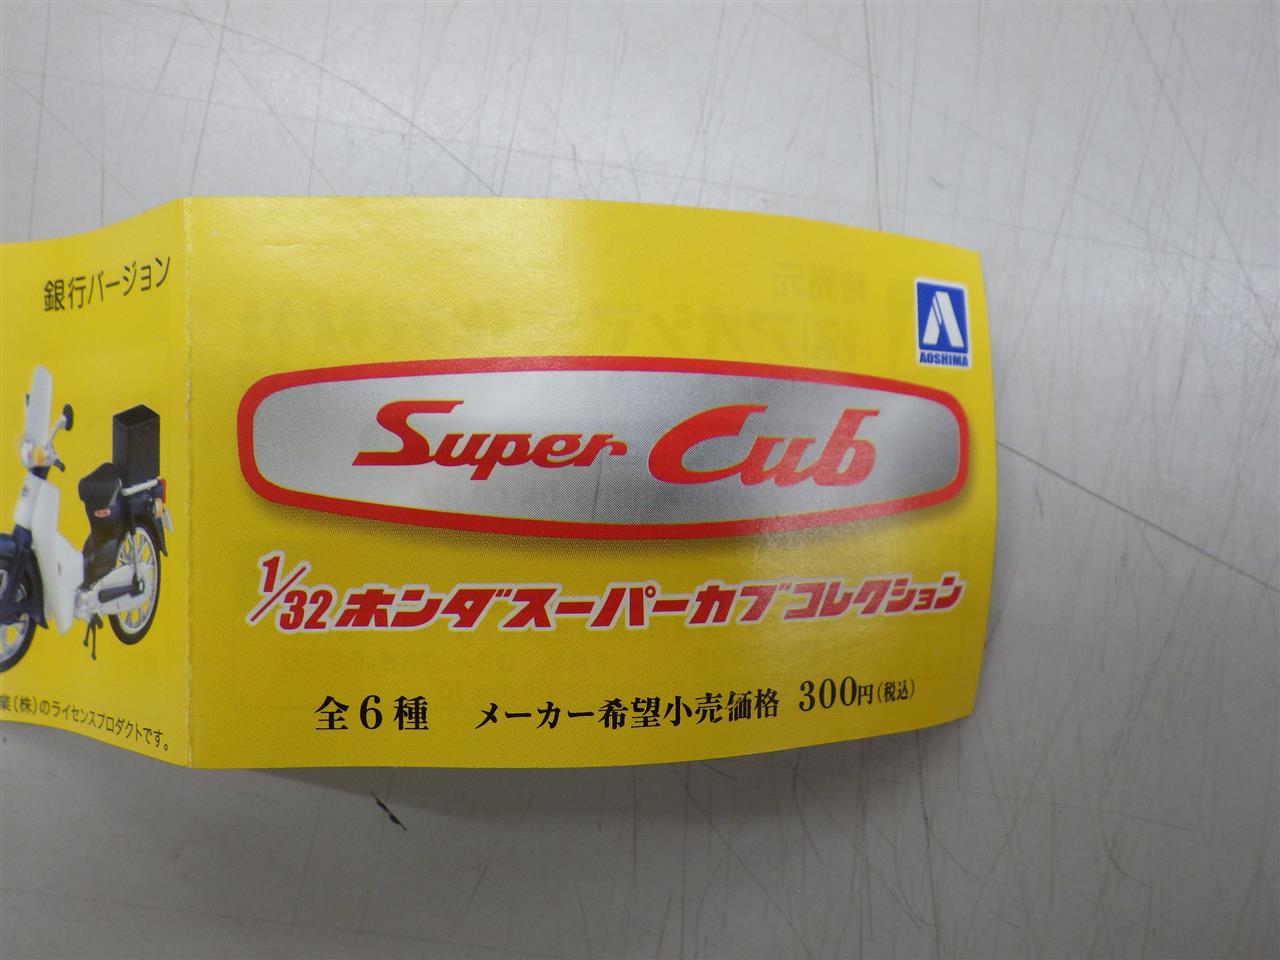 銀行バージョン
業(株)のライセンスプロダクトです。
AOSHIMA
Super Cub
1/32 ホンダスーパーカブコレクション
全6種 メーカー希望小売価格 300円(税込)